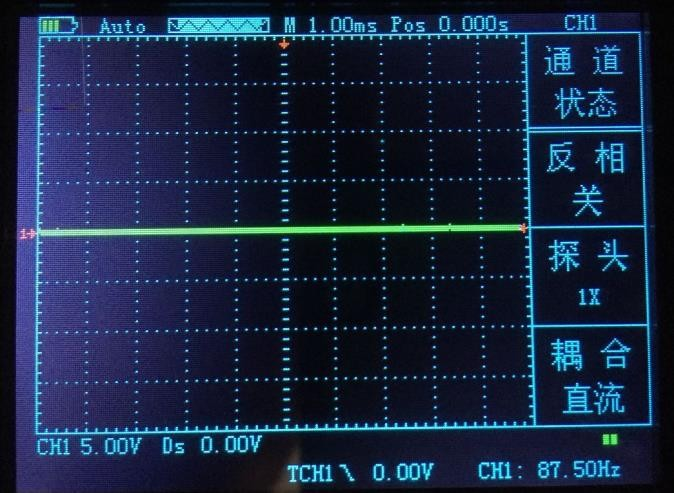 Auto M 1.00ms Pos 0.000s CH1
通道
状态
反相
关
1
探头
1X
耦合
直流
CH1 5.00V Ds 0.00V
TCH1 0.00V CH1: 87.50Hz